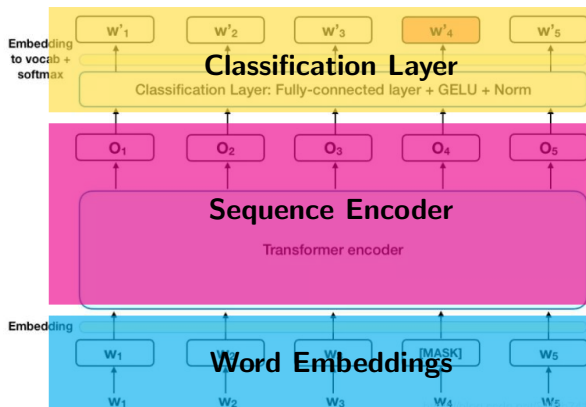 w'₁ w'₂ w'₃ w'₄ w'₅
Embedding to vocab + softmax
Classification Layer
Classification Layer: Fully-connected layer + GELU + Norm
O₁ O₂ O₃ O₄ O₅
Sequence Encoder
Transformer encoder
Embedding
Word Embeddings
W₁ W₂ W [MASK] W₅
W₁ W₂ W₃ W₄ W₅